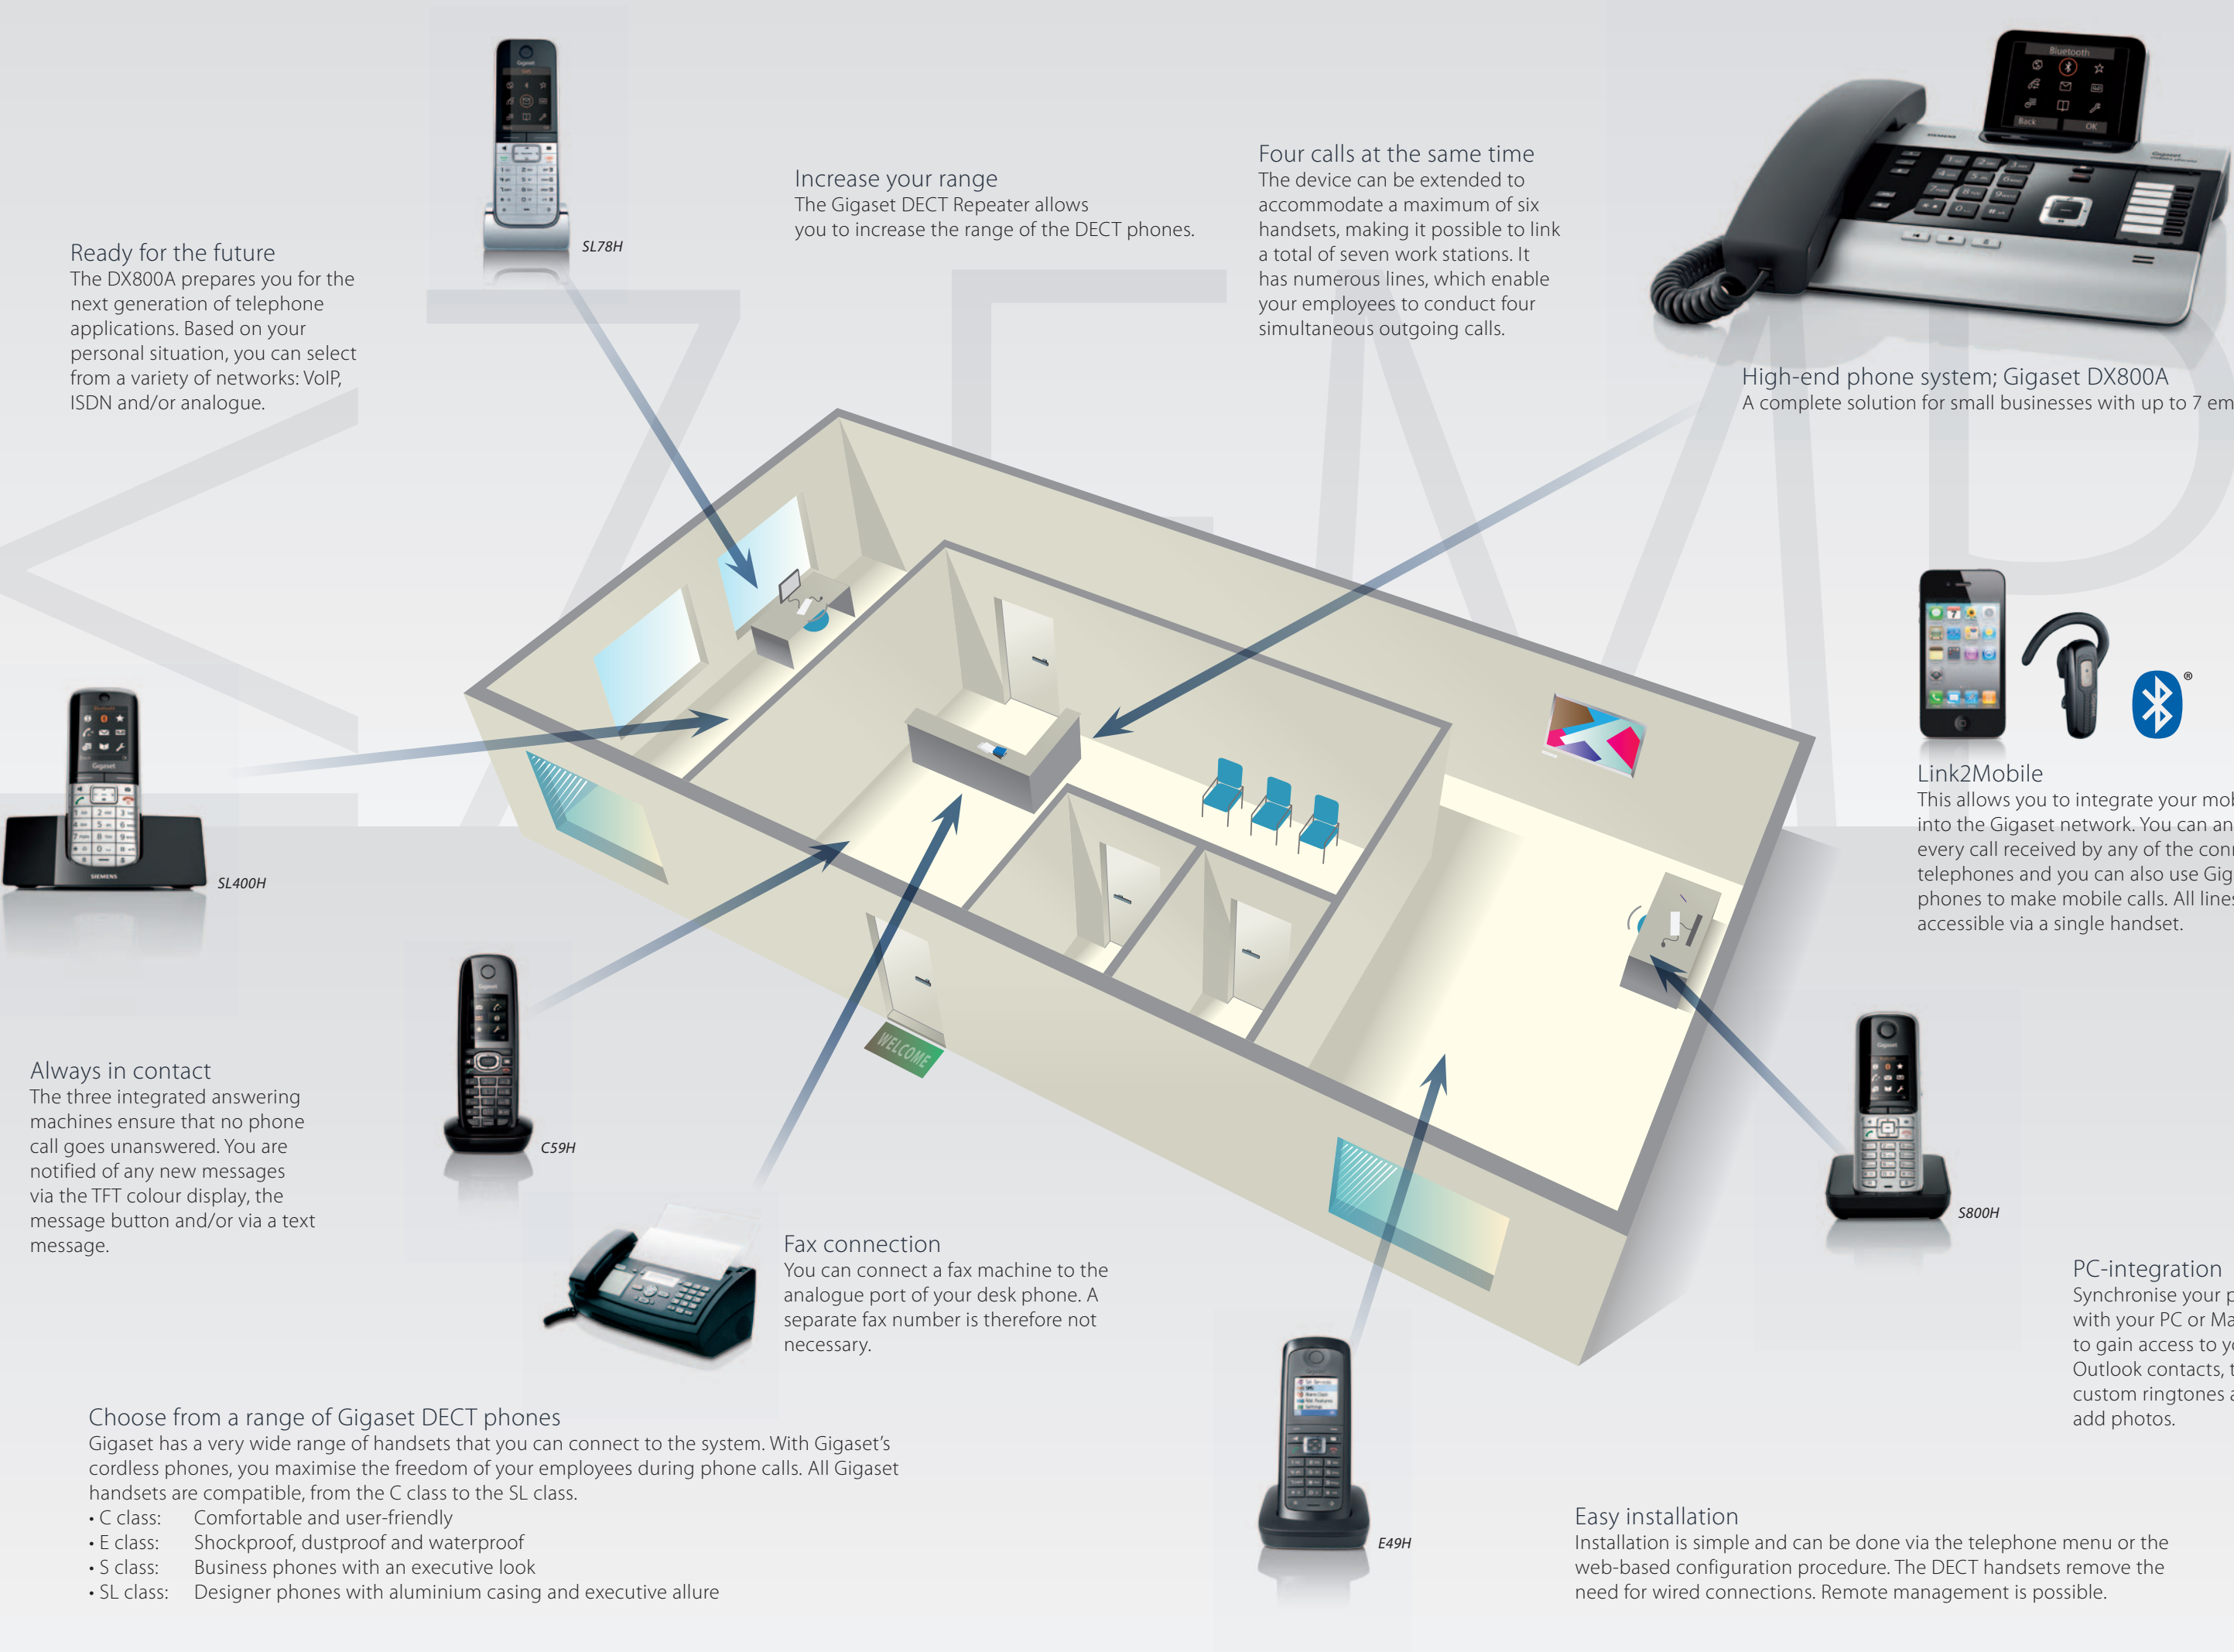 SL78H
Increase your range
The Gigaset DECT Repeater allows
you to increase the range of the DECT phones.
Four calls at the same time
The device can be extended to
accommodate a maximum of six
handsets, making it possible to link
a total of seven work stations. It
has numerous lines, which enable
your employees to conduct four
simultaneous outgoing calls.
Bluetooth
Back OK
SIEMENS
Gigaset
High-end phone system; Gigaset DX800A
A complete solution for small businesses with up to 7 em
Ready for the future
The DX800A prepares you for the
next generation of telephone
applications. Based on your
personal situation, you can select
from a variety of networks: VoIP,
ISDN and/or analogue.
Link2Mobile
This allows you to integrate your mob
into the Gigaset network. You can an
every call received by any of the conn
telephones and you can also use Gig
phones to make mobile calls. All lines
accessible via a single handset.
Gigaset
SIEMENS
SL400H
WELCOME
Always in contact
The three integrated answering
machines ensure that no phone
call goes unanswered. You are
notified of any new messages
via the TFT colour display, the
message button and/or via a text
message.
Gigaset
C59H
Gigaset
S800H
Fax connection
You can connect a fax machine to the
analogue port of your desk phone. A
separate fax number is therefore not
necessary.
PC-integration
Synchronise your p
with your PC or Ma
to gain access to yo
Outlook contacts, t
custom ringtones a
add photos.
Choose from a range of Gigaset DECT phones
Gigaset has a very wide range of handsets that you can connect to the system. With Gigaset's
cordless phones, you maximise the freedom of your employees during phone calls. All Gigaset
handsets are compatible, from the C class to the SL class.
• C class: Comfortable and user-friendly
• E class: Shockproof, dustproof and waterproof
• S class: Business phones with an executive look
• SL class: Designer phones with aluminium casing and executive allure
E49H
Easy installation
Installation is simple and can be done via the telephone menu or the
web-based configuration procedure. The DECT handsets remove the
need for wired connections. Remote management is possible.